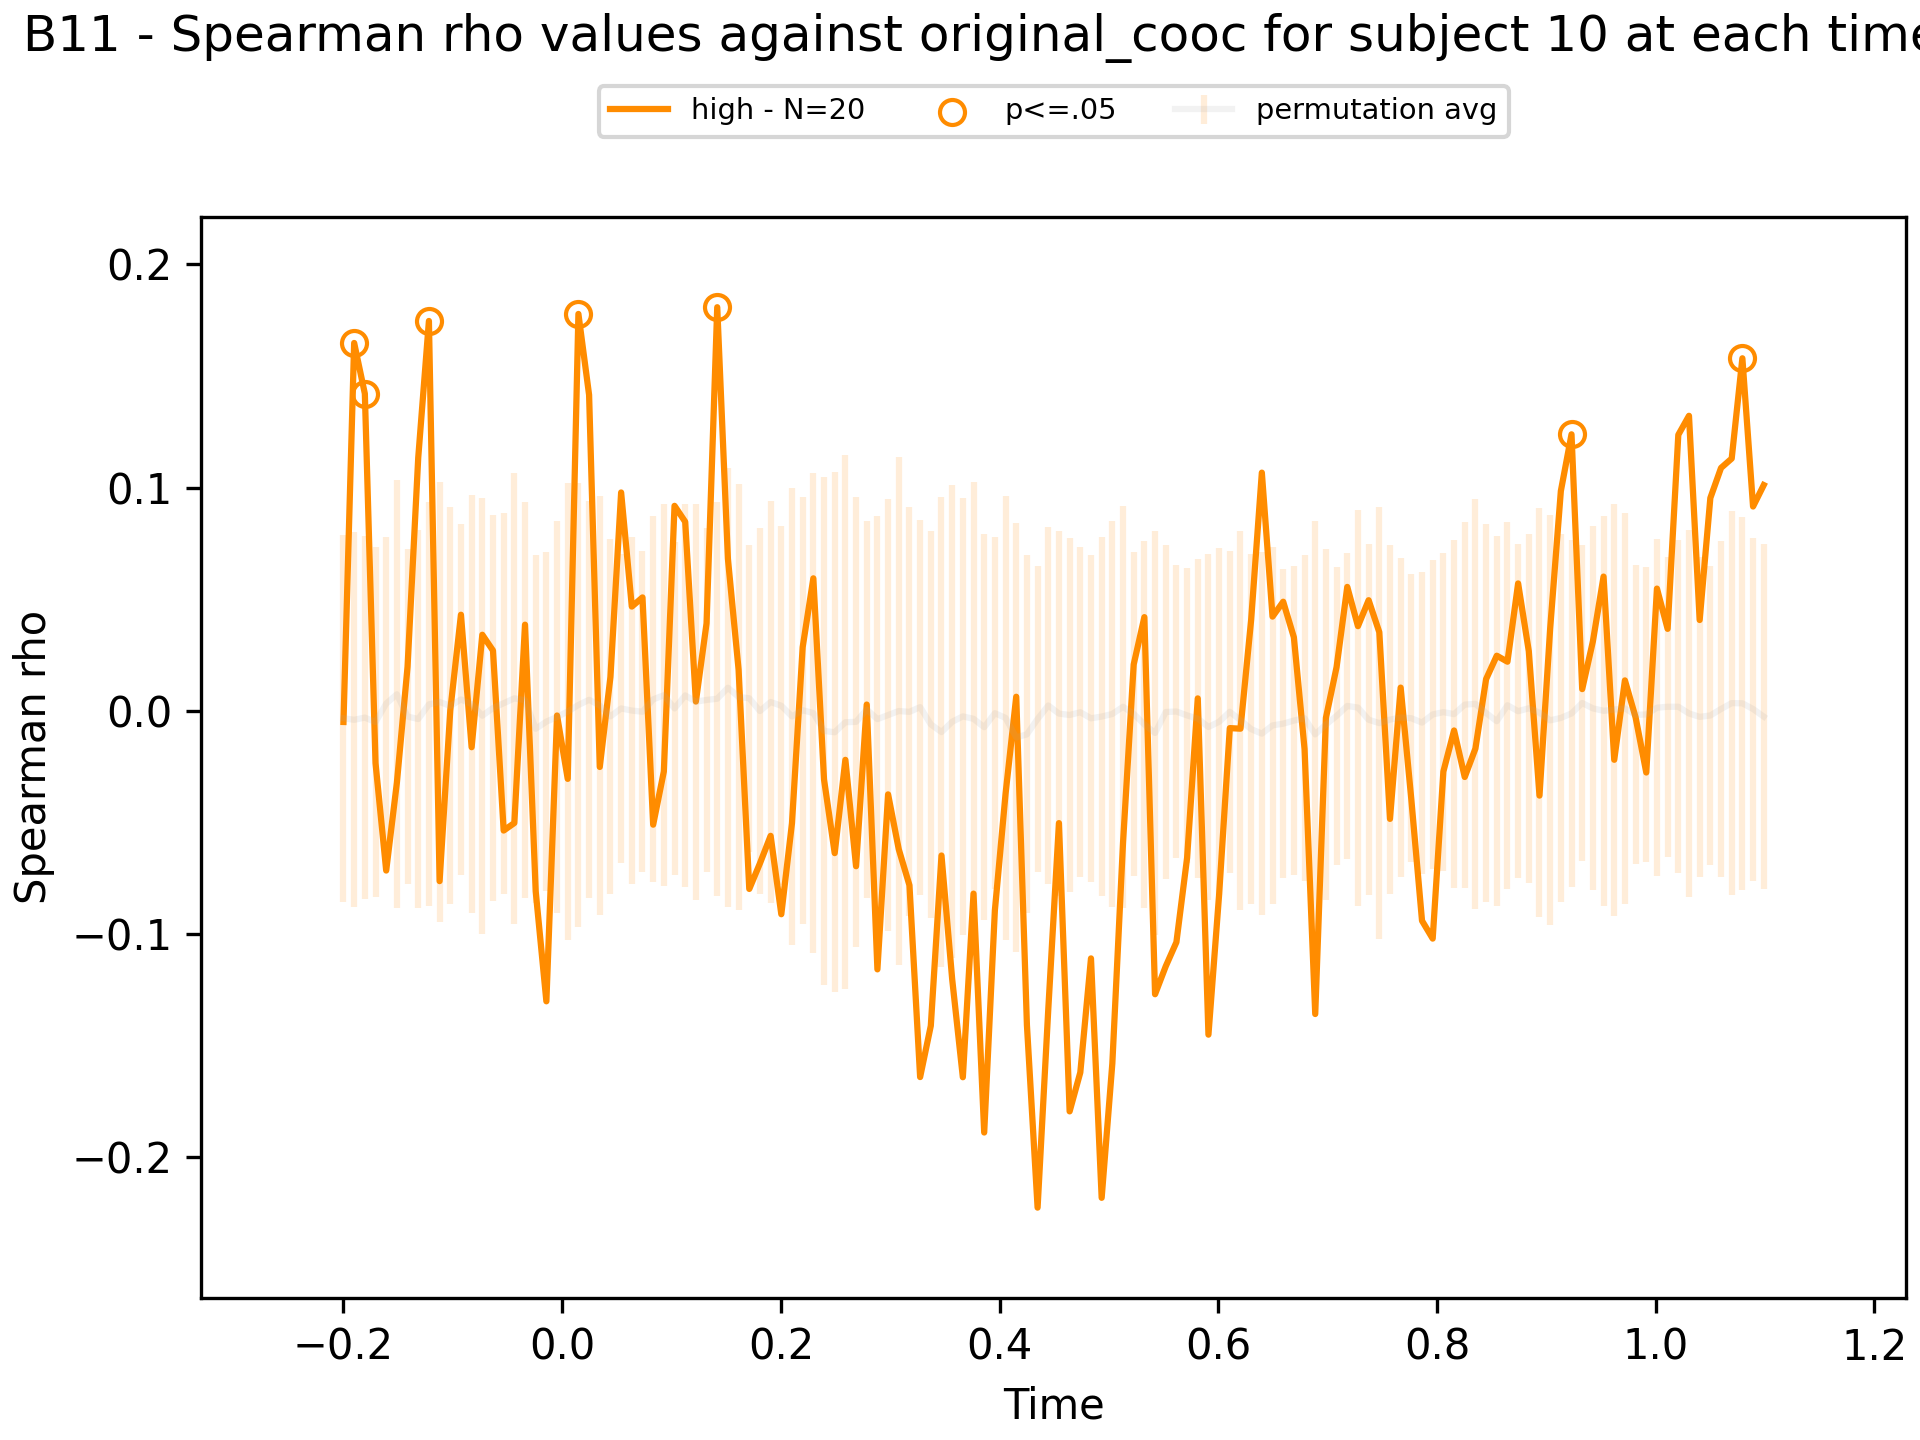 B11 - Spearman rho values against original_cooc for subject 10 at each time
high - N=20 p<=.05 permutation avg
0.2
0.1
0.0
−0.1
−0.2
Spearman rho
−0.2 0.0 0.2 0.4 0.6 0.8 1.0 1.2
Time